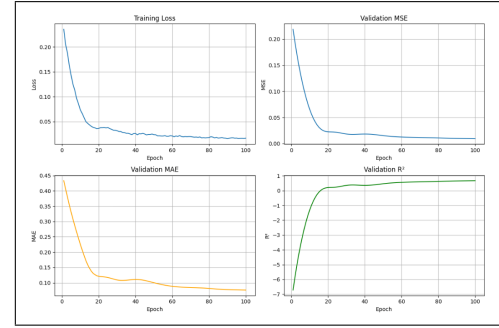 Training Loss
0.20
0.15
0.10
0.05
Loss
0 20 40 60 80 100
Epoch
Validation MSE
0.20
0.15
0.10
0.05
0.00
MSE
0 20 40 60 80 100
Epoch
Validation MAE
0.45
0.40
0.35
0.30
0.25
0.20
0.15
0.10
MAE
0 20 40 60 80 100
Epoch
Validation R²
1
0
−1
−2
−3
−4
−5
−6
−7
R²
0 20 40 60 80 100
Epoch